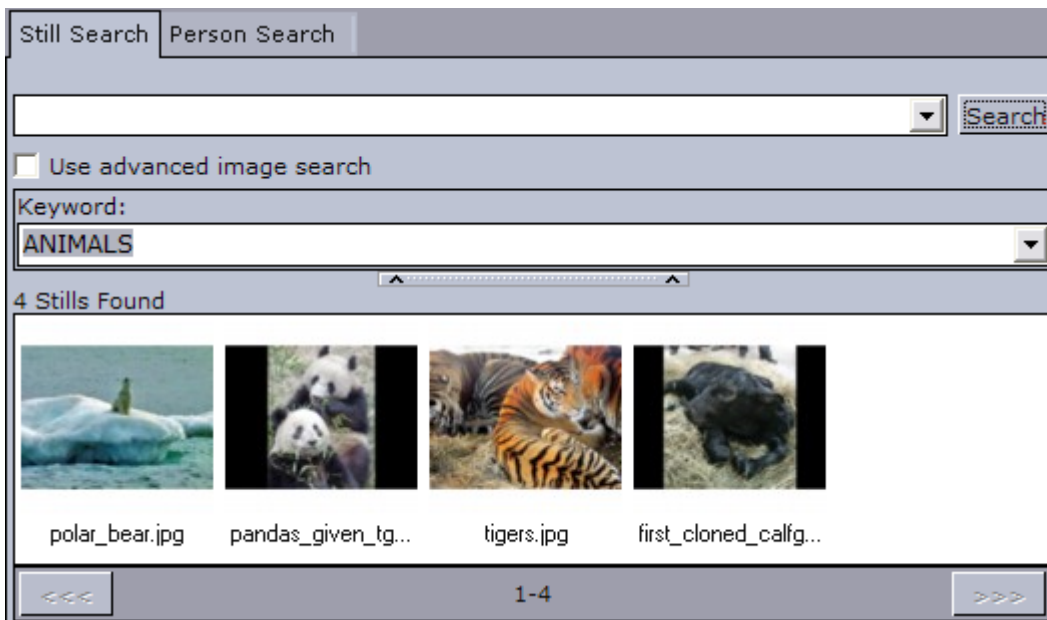 Still Search Person Search
Search
Use advanced image search
Keyword:
ANIMALS
4 Stills Found
polar_bear.jpg pandas_given_tg... tigers.jpg first_cloned_calfg...
<<< 1-4 >>>